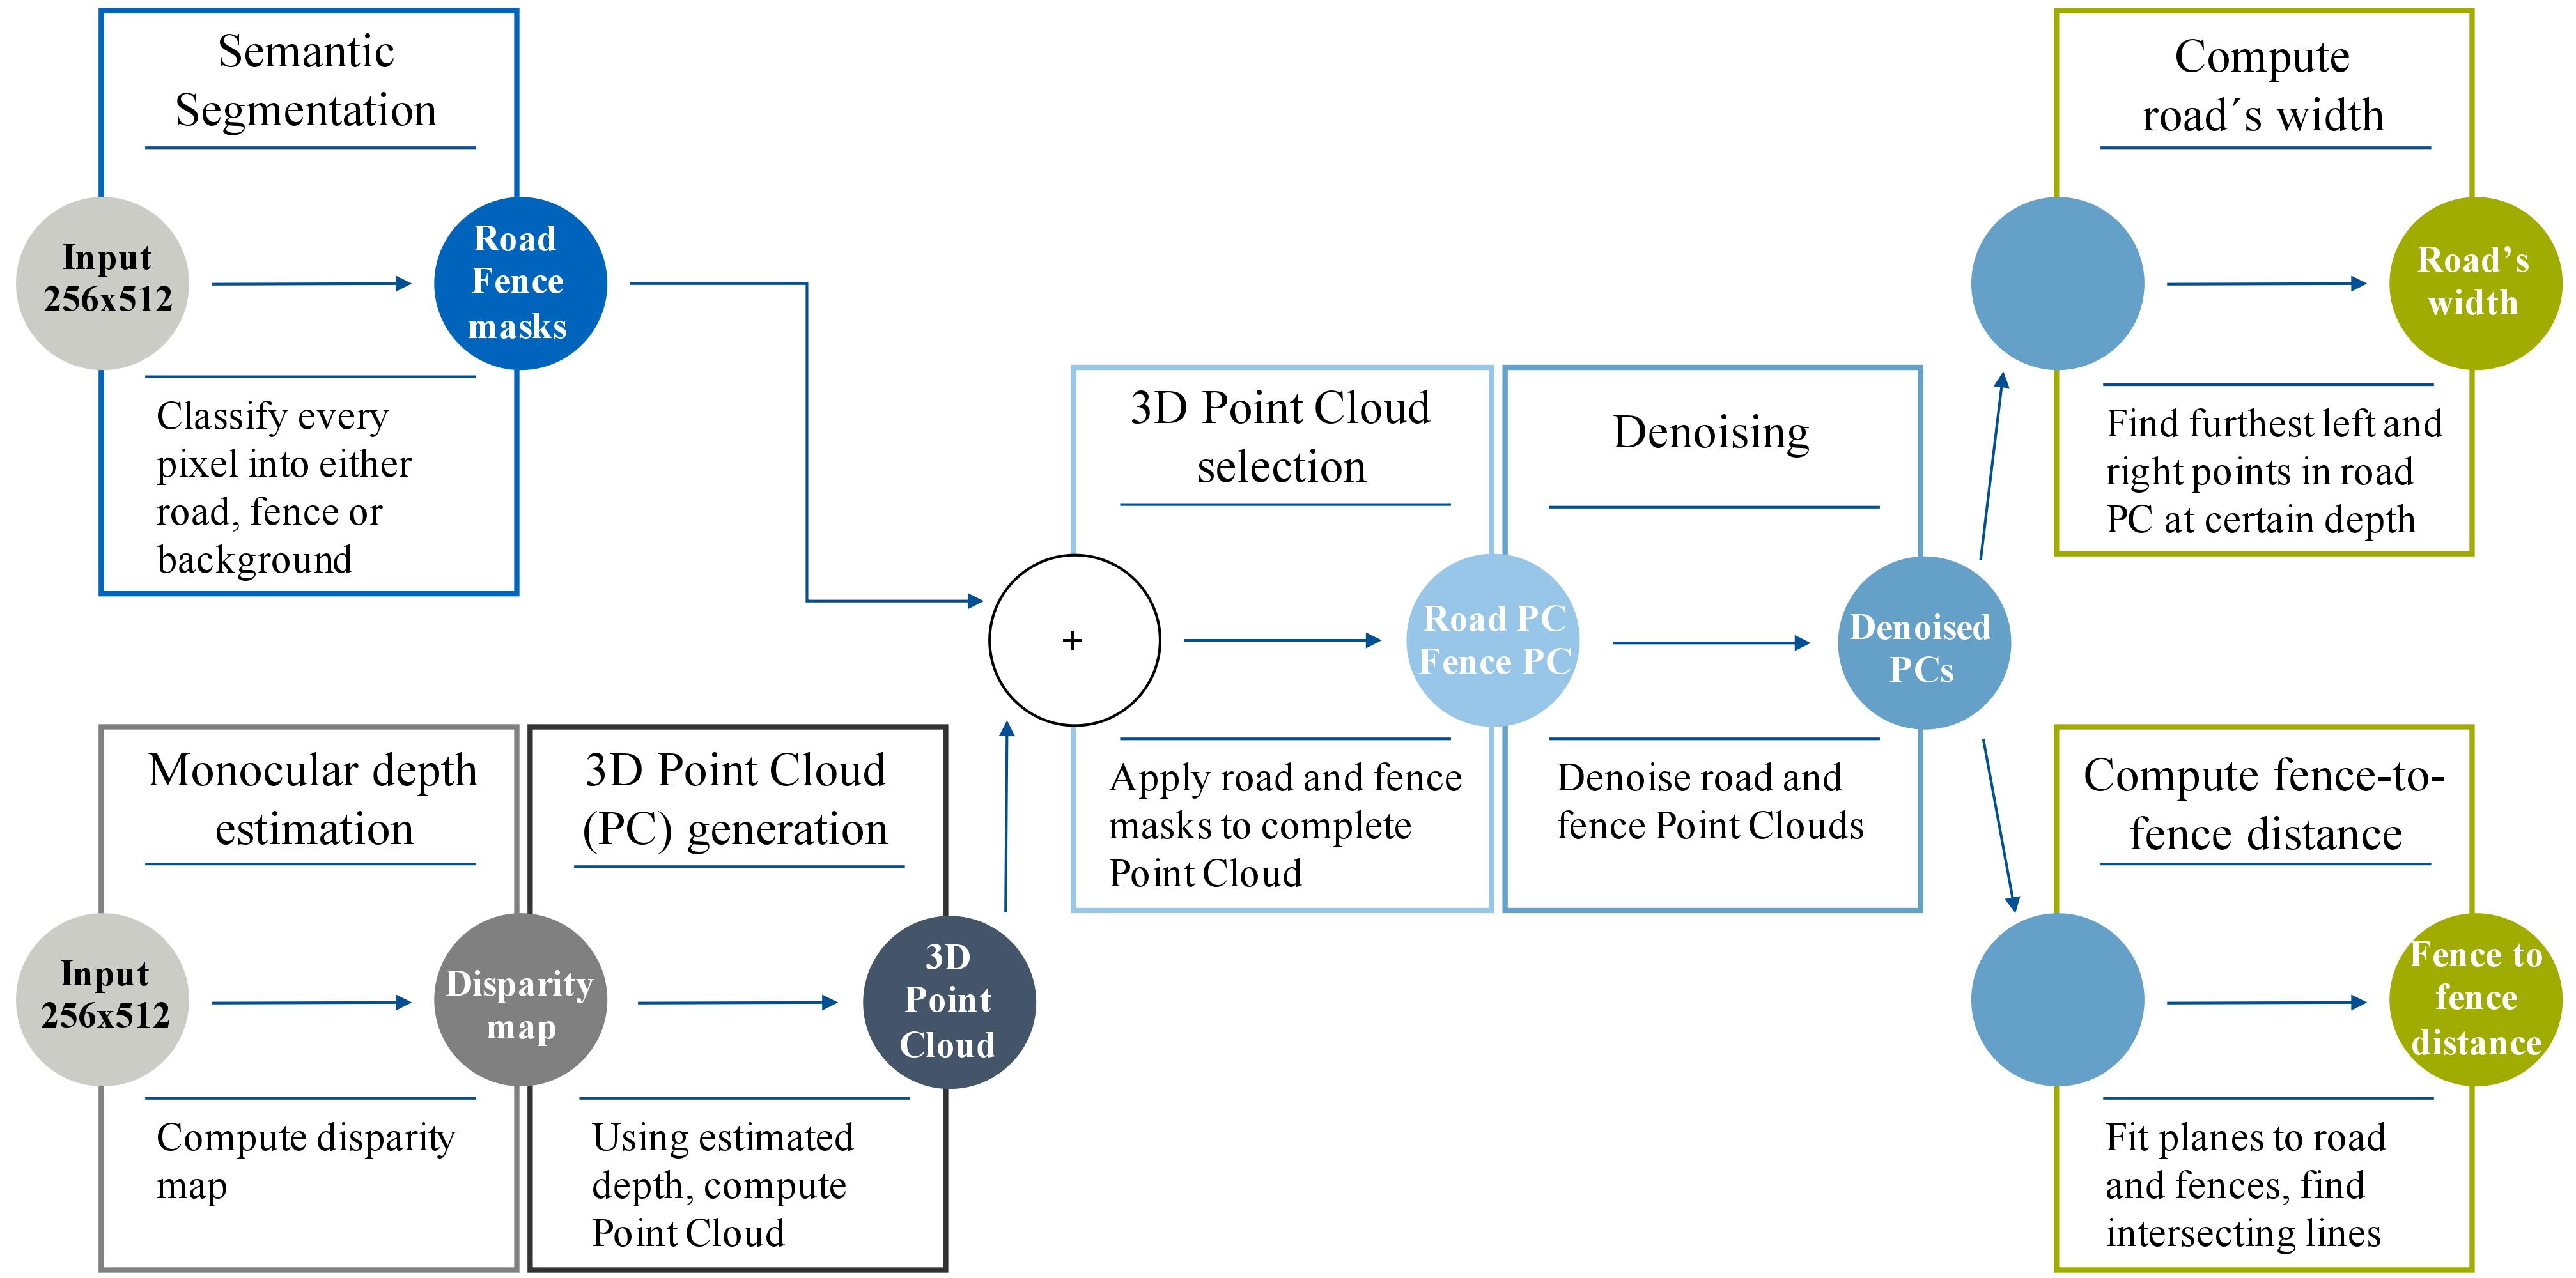 Semantic
Segmentation
Input
256x512
Road
Fence
masks
Classify every
pixel into either
road, fence or
background
Monocular depth
estimation
Input
256x512
Disparity
map
Compute disparity
map
3D Point Cloud
(PC) generation
3D
Point
Cloud
Using estimated
depth, compute
Point Cloud
3D Point Cloud
selection
+
Road PC
Fence PC
Apply road and fence
masks to complete
Point Cloud
Denoising
Denoised
PCs
Denoise road and
fence Point Clouds
Compute
road´s width
Road’s
width
Find furthest left and
right points in road
PC at certain depth
Compute fence-to-
fence distance
Fence to
fence
distance
Fit planes to road
and fences, find
intersecting lines